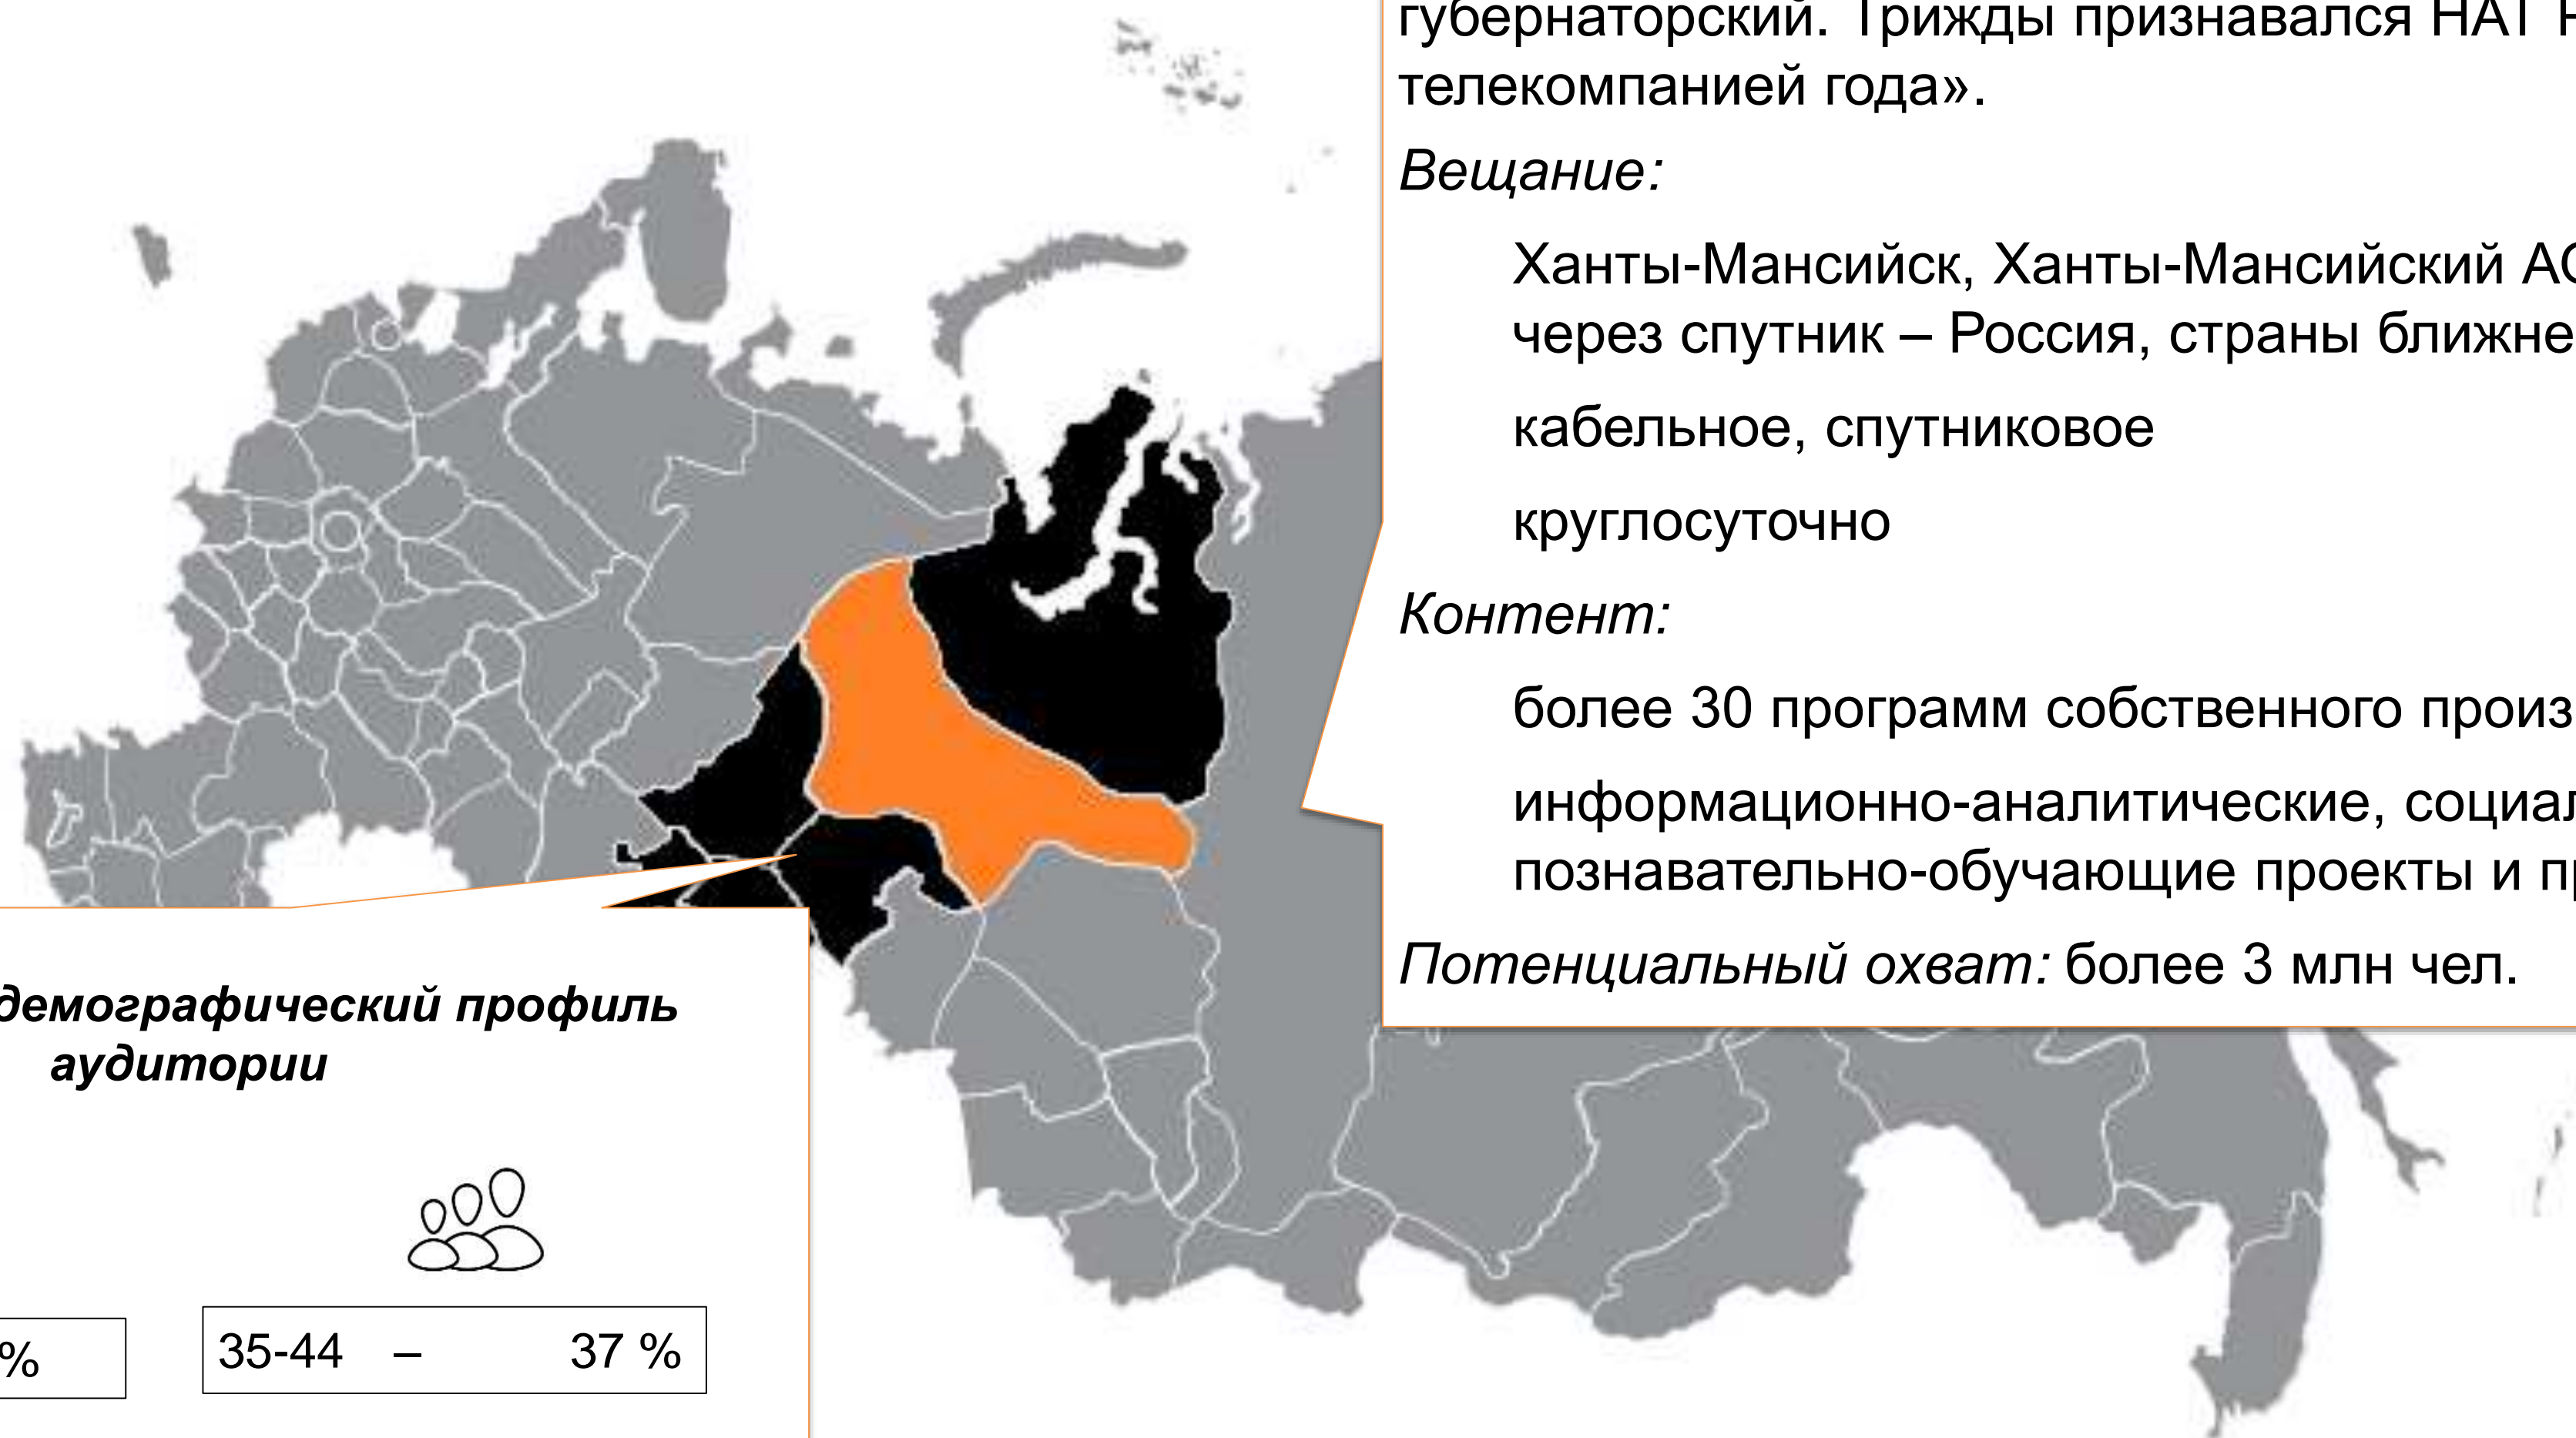 губернаторский. Трижды признавался НАТ
телекомпанией года».
Вещание:
Ханты-Мансийск, Ханты-Мансийский
через спутник – Россия, страны
кабельное, спутниковое
круглосуточно
Контент:
более 30 программ собственного
информационно-аналитические,
познавательно-обучающие проекты и
Потенциальный охват: более 3 млн чел.
демографический профиль
аудитории
%
35-44 – 37 %